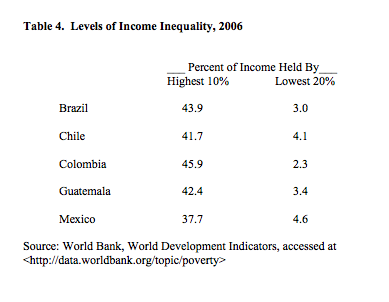 Table 4. Levels of Income Inequality, 2006
___ Percent of Income Held By___
Highest 10% Lowest 20%
Brazil 43.9 3.0
Chile 41.7 4.1
Colombia 45.9 2.3
Guatemala 42.4 3.4
Mexico 37.7 4.6
Source: World Bank, World Development Indicators, accessed at
<http://data.worldbank.org/topic/poverty>